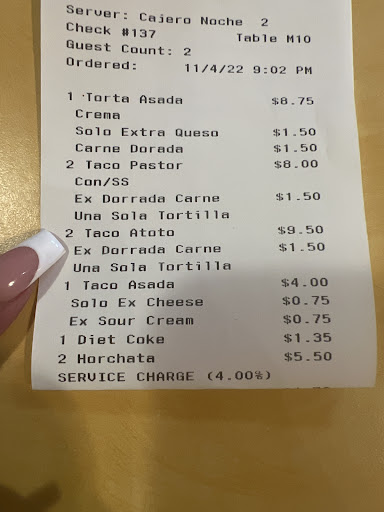 Server: Cajero Noche 2
Check #137 Table M10
Guest Count: 2
Ordered: 11/4/22 9:02 PM
1 Torta Asada $8.75
Crema
Solo Extra Queso $1.50
Carne Dorada $1.50
2 Taco Pastor $8.00
Con/SS
Ex Dorrada Carne $1.50
Una Sola Tortilla
2 Taco Atoto $9.50
Ex Dorrada Carne $1.50
Una Sola Tortilla
1 Taco Asada $4.00
Solo Ex Cheese $0.75
Ex Sour Cream $0.75
1 Diet Coke $1.35
2 Horchata $5.50
SERVICE CHARGE (4.00%)